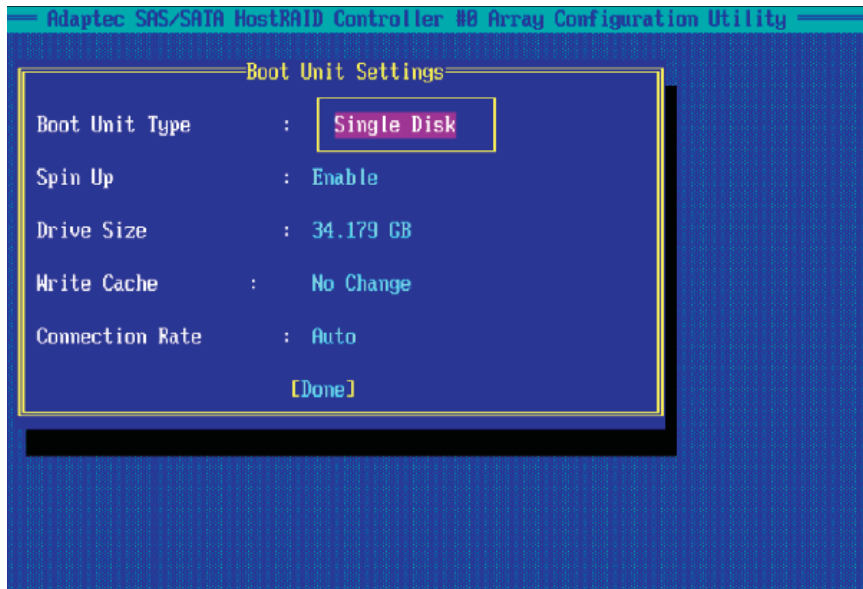 Adaptec SAS/SATA HostRAID Controller #0 Array Configuration Utility
Boot Unit Settings
Boot Unit Type : Single Disk
Spin Up : Enable
Drive Size : 34.179 GB
Write Cache : No Change
Connection Rate : Auto
[Done]